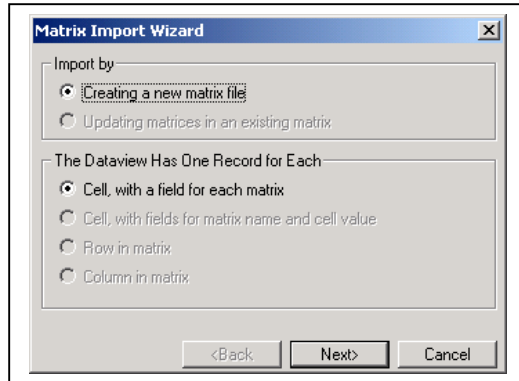 Matrix Import Wizard
Import by
Creating a new matrix file
Updating matrices in an existing matrix
The Dataview Has One Record for Each
Cell, with a field for each matrix
Cell, with fields for matrix name and cell value
Row in matrix
Column in matrix
<Back Next> Cancel